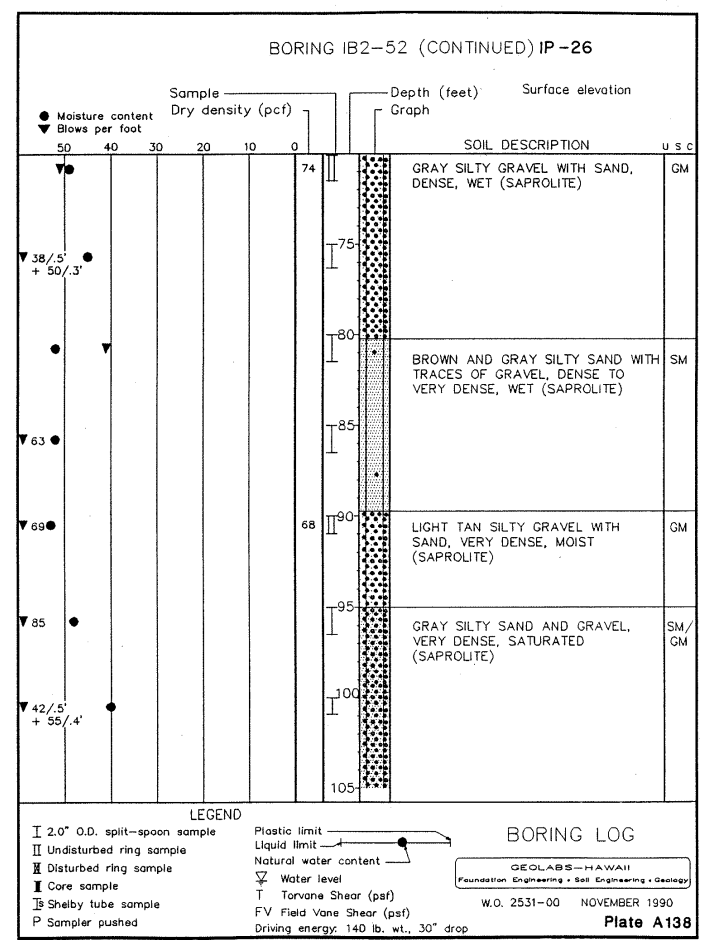 BORING IB2-52 (CONTINUED) IP-26
Sample
Depth (feet)
Surface elevation
● Moisture content
Dry density (pcf)
Graph
▼ Blows per foot
50 40 30 20 10 0
SOIL DESCRIPTION
U S C
74
GRAY SILTY GRAVEL WITH SAND,
DENSE, WET (SAPROLITE)
GM
75
38/.5'
+ 50/.3'
80
BROWN AND GRAY SILTY SAND WITH
TRACES OF GRAVEL, DENSE TO
VERY DENSE, WET (SAPROLITE)
SM
85
63
90
69
68
LIGHT TAN SILTY GRAVEL WITH
SAND, VERY DENSE, MOIST
(SAPROLITE)
GM
95
85
GRAY SILTY SAND AND GRAVEL,
VERY DENSE, SATURATED
(SAPROLITE)
SM/
GM
100
42/.5'
+ 55/.4'
105
LEGEND
2.0" O.D. split-spoon sample
Undisturbed ring sample
Disturbed ring sample
Core sample
s Shelby tube sample
P Sampler pushed
Plastic limit
Liquid limit
Natural water content
Water level
T Torvane Shear (psf)
FV Field Vane Shear (psf)
Driving energy: 140 lb. wt., 30" drop
BORING LOG
GEOLABS-HAWAII
Foundation Engineering • Soil Engineering • Geology
W.O. 2531-00 NOVEMBER 1990
Plate A138